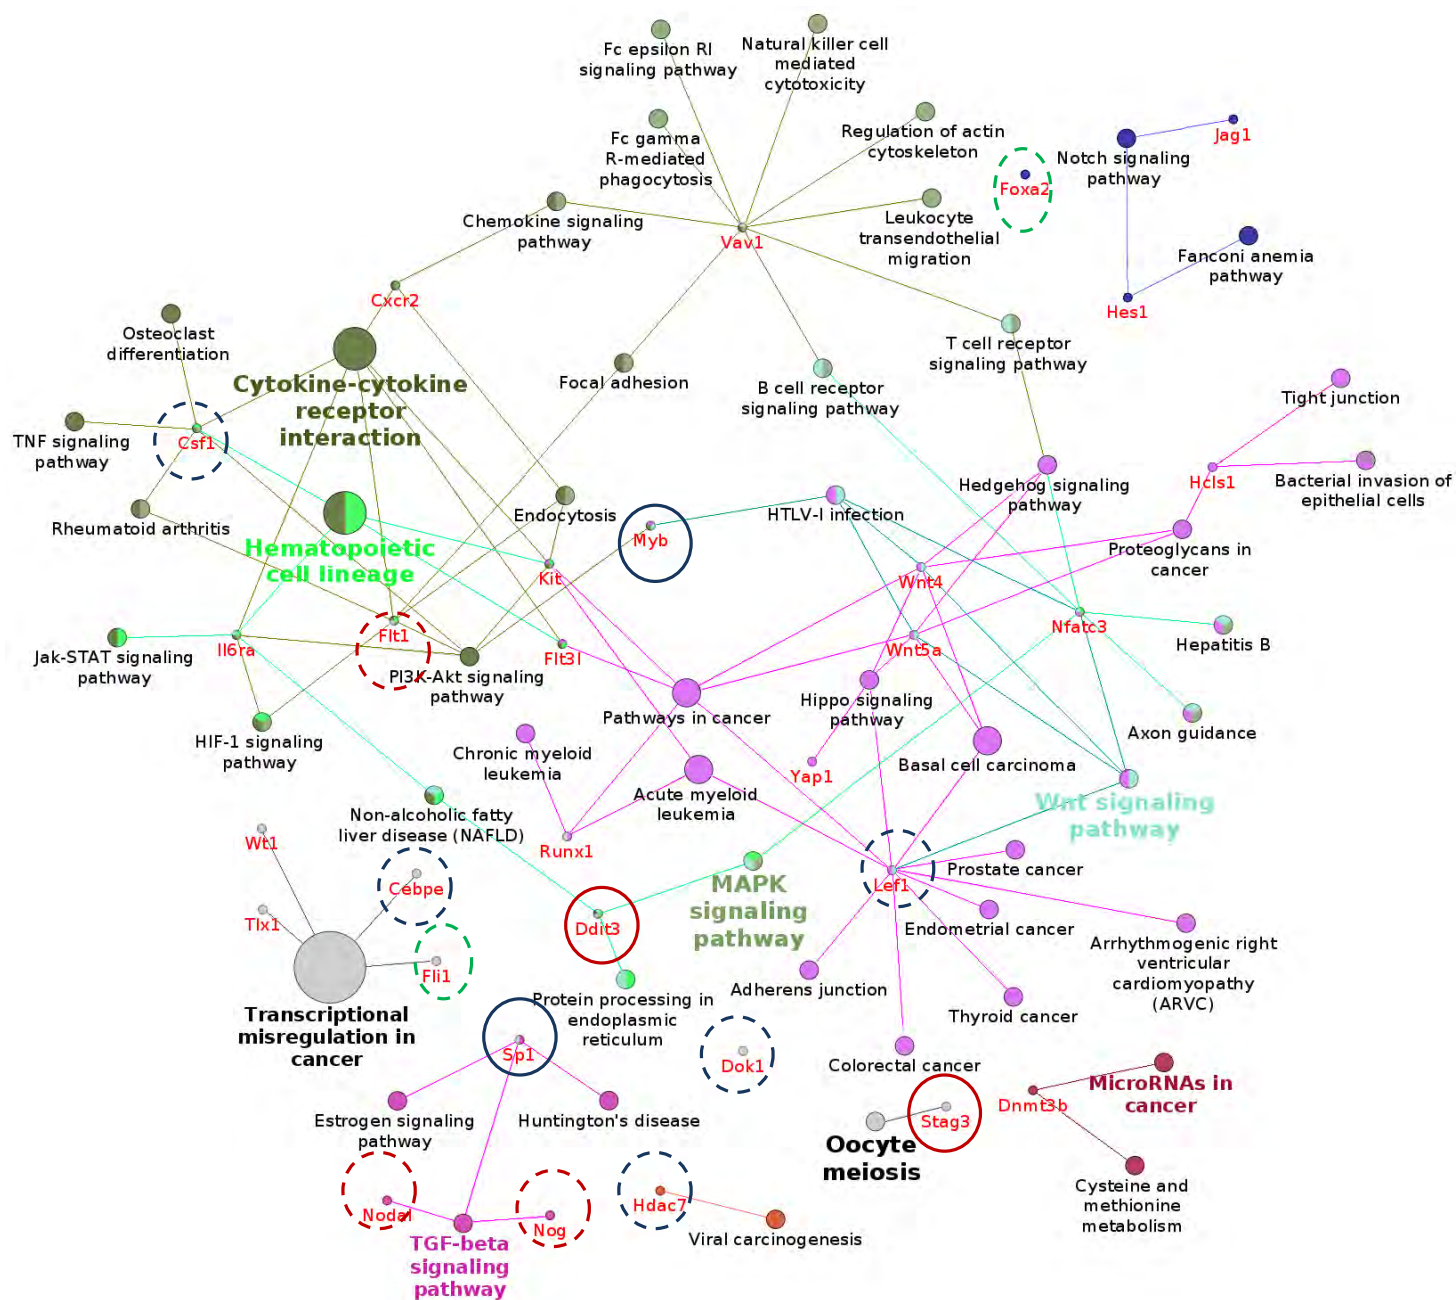 Fc epsilon RI
signaling pathway
Natural killer cell
mediated
cytotoxicity
Fc gamma
R-mediated
phagocytosis
Regulation of actin
cytoskeleton
Jag1
Notch signaling
pathway
Foxa2
Chemokine signaling
pathway
Vav1
Leukocyte
transendothelial
migration
Fanconi anemia
pathway
Cxcr2
Hes1
Osteoclast
differentiation
T cell receptor
signaling pathway
Cytokine-cytokine
receptor
interaction
Focal adhesion
B cell receptor
signaling pathway
Tight junction
TNF signaling
pathway
Csf1
Hedgehog signaling
pathway
Hcls1
Bacterial invasion of
epithelial cells
Rheumatoid arthritis
Endocytosis
HTLV-I infection
Myb
Hematopoietic
cell lineage
Proteoglycans in
cancer
Kit
Wnt4
Flt1
Nfatc3
Hepatitis B
Jak-STAT signaling
pathway
Il6ra
Flt3l
Wnt5a
PI3K-Akt signaling
pathway
Pathways in cancer
Hippo signaling
pathway
Axon guidance
HIF-1 signaling
pathway
Chronic myeloid
leukemia
Basal cell carcinoma
Yap1
Acute myeloid
leukemia
Wnt signaling
pathway
Non-alcoholic fatty
liver disease (NAFLD)
Wt1
Runx1
Cebpe
Prostate cancer
MAPK
signaling
pathway
Lef1
Tlx1
Ddit3
Endometrial cancer
Arrhythmogenic right
ventricular
cardiomyopathy
(ARVC)
Fli1
Adherens junction
Protein processing in
endoplasmic
reticulum
Thyroid cancer
Transcriptional
misregulation in
cancer
Sp1
Dok1
Colorectal cancer
MicroRNAs in
cancer
Dnmt3b
Estrogen signaling
pathway
Huntington's disease
Stag3
Oocyte
meiosis
Cysteine and
methionine
metabolism
Nodal
Nog
Hdac7
Viral carcinogenesis
TGF-beta
signaling
pathway